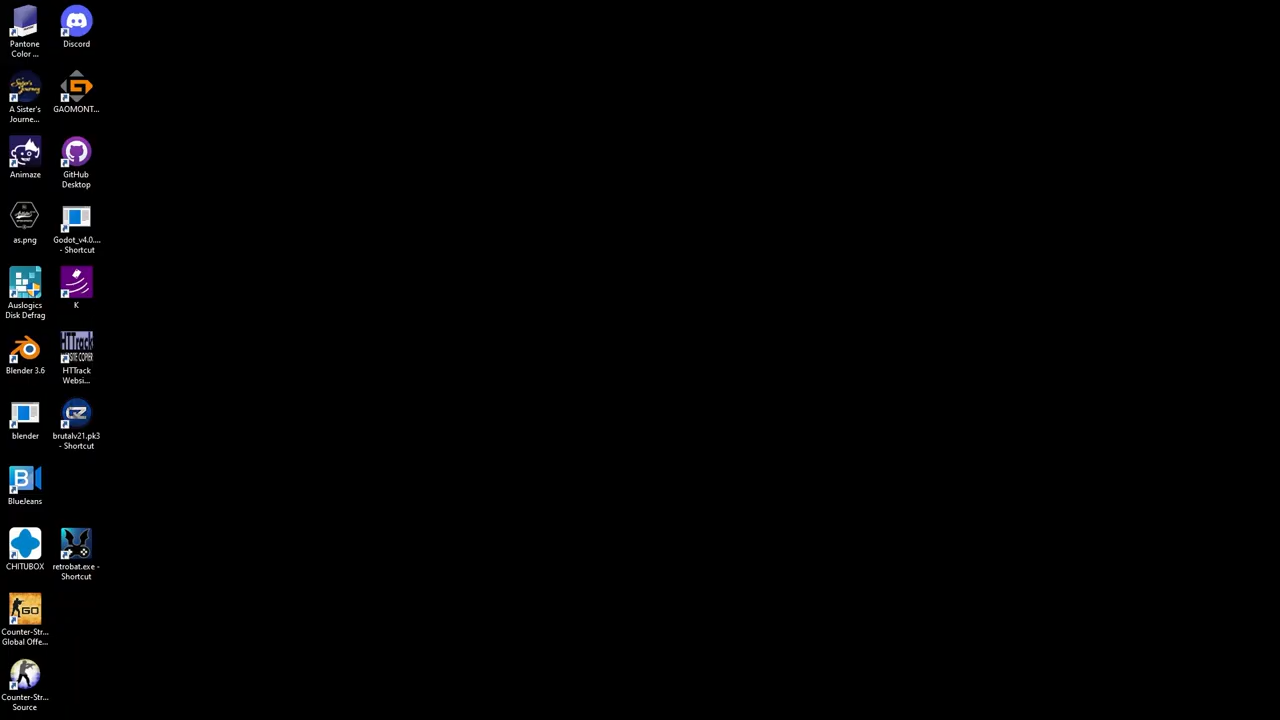 Pantone
Color ...
Discord
A Sister's
Journe...
GAOMONT...
Animaze
GitHub
Desktop
as.png
Godot_v4.0....
- Shortcut
Auslogics
Disk Defrag
K
Blender 3.6
HTTrack
Websi...
blender
brutalv21.pk3
- Shortcut
BlueJeans
CHITUBOX
retrobat.exe -
Shortcut
GO
Counter-Str...
Global Offe...
Counter-Str...
Source